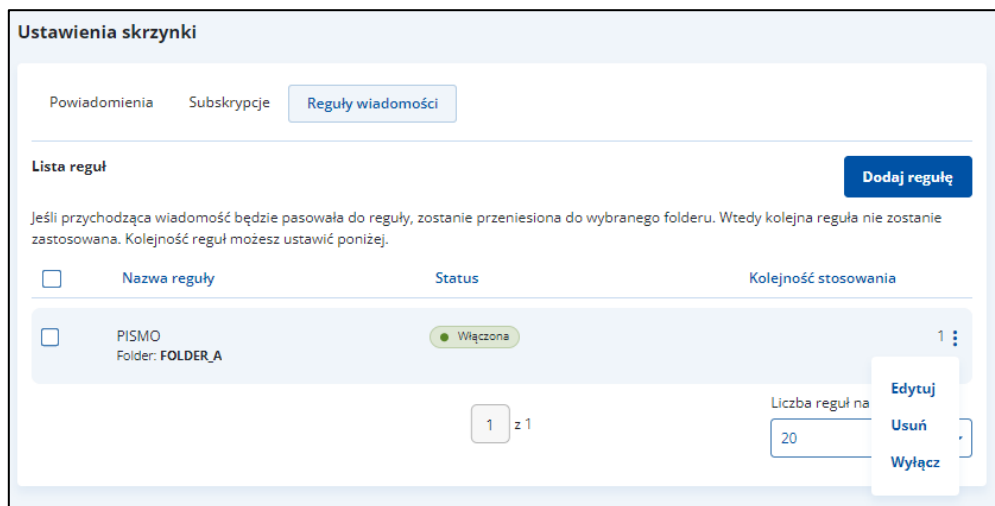 Ustawienia skrzynki
Powiadomienia Subskrypcje Reguły wiadomości
Lista reguł
Dodaj regułę
Jeśli przychodząca wiadomość będzie pasowała do reguły, zostanie przeniesiona do wybranego folderu. Wtedy kolejna reguła nie zostanie
zastosowana. Kolejność reguł możesz ustawić poniżej.
Nazwa reguły Status Kolejność stosowania
PISMO Włączona 1
Folder: FOLDER_A
Edytuj
Liczba reguł na
1 z 1
Usuń
20
Wyłącz